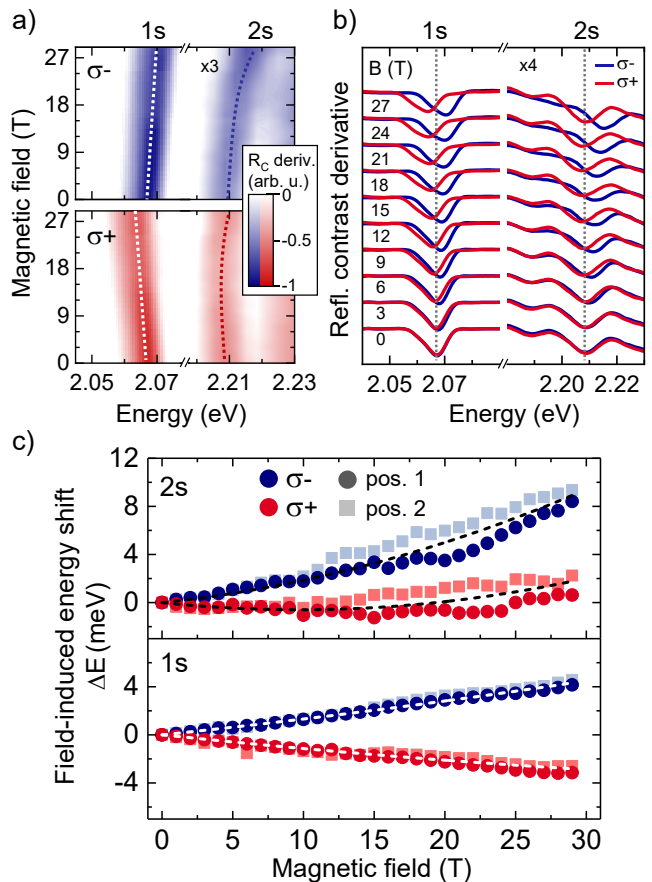 a)
1s
2s
σ-
x3
27
18
9
0
σ+
27
18
9
0
Magnetic field (T)
R_C deriv.
(arb. u.)
0
-0.5
-1
2.05
2.07
2.21
2.23
Energy (eV)
b)
1s
2s
B (T)
x4
σ-
σ+
27
24
21
18
15
12
9
6
3
0
Refl. contrast derivative
2.05
2.07
2.20
2.22
Energy (eV)
c)
12
8
4
0
2s
σ-
σ+
pos. 1
pos. 2
1s
4
0
-4
Field-induced energy shift
ΔE (meV)
0
5
10
15
20
25
30
Magnetic field (T)